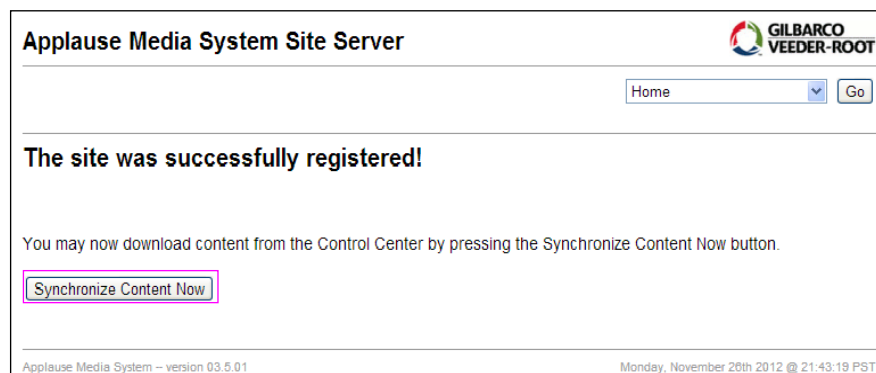 Applause Media System Site Server
GILBARCO
VEEDER-ROOT
Home
Go
The site was successfully registered!
You may now download content from the Control Center by pressing the Synchronize Content Now button.
Synchronize Content Now
Applause Media System -- version 03.5.01
Monday, November 26th 2012 @ 21:43:19 PST